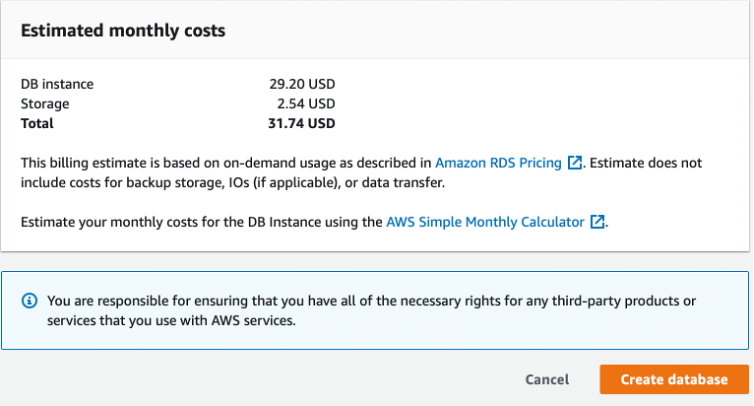 Estimated monthly costs
DB instance 29.20 USD
Storage 2.54 USD
Total 31.74 USD
This billing estimate is based on on-demand usage as described in Amazon RDS Pricing . Estimate does not
include costs for backup storage, IOs (if applicable), or data transfer.
Estimate your monthly costs for the DB Instance using the AWS Simple Monthly Calculator .
You are responsible for ensuring that you have all of the necessary rights for any third-party products or
services that you use with AWS services.
Cancel Create database